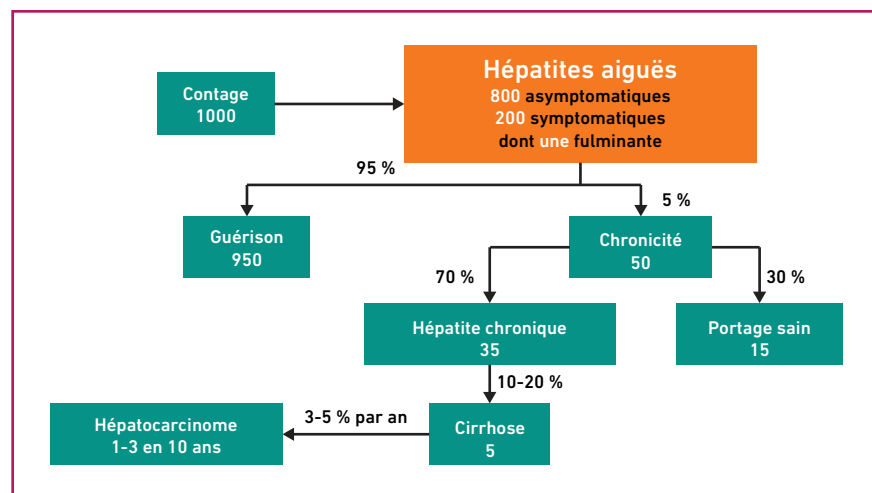 Hépatites aiguës
800 asymptomatiques
200 symptomatiques
dont une fulminante
Contage
1000
95 %
5 %
Guérison
950
Chronicité
50
70 %
30 %
Hépatite chronique
35
Portage sain
15
10-20 %
3-5 % par an
Hépatocarcinome
1-3 en 10 ans
Cirrhose
5